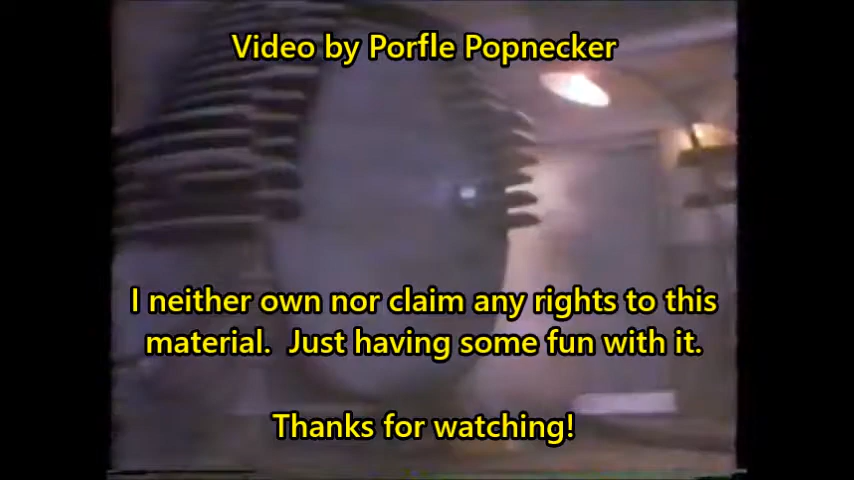 Video by Porfle Popnecker
I neither own nor claim any rights to this
material.  Just having some fun with it.
Thanks for watching!